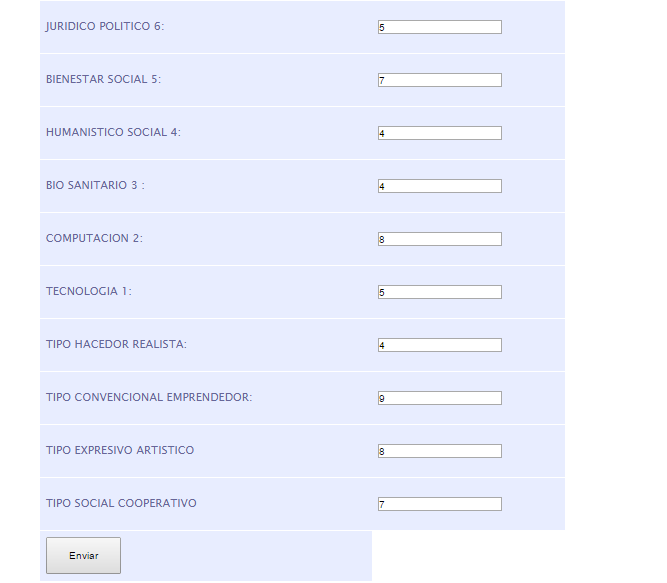 JURIDICO POLITICO 6: 5
BIENESTAR SOCIAL 5: 7
HUMANISTICO SOCIAL 4: 4
BIO SANITARIO 3 : 4
COMPUTACION 2: 8
TECNOLOGIA 1: 5
TIPO HACEDOR REALISTA: 4
TIPO CONVENCIONAL EMPRENDEDOR: 9
TIPO EXPRESIVO ARTISTICO 8
TIPO SOCIAL COOPERATIVO 7
Enviar